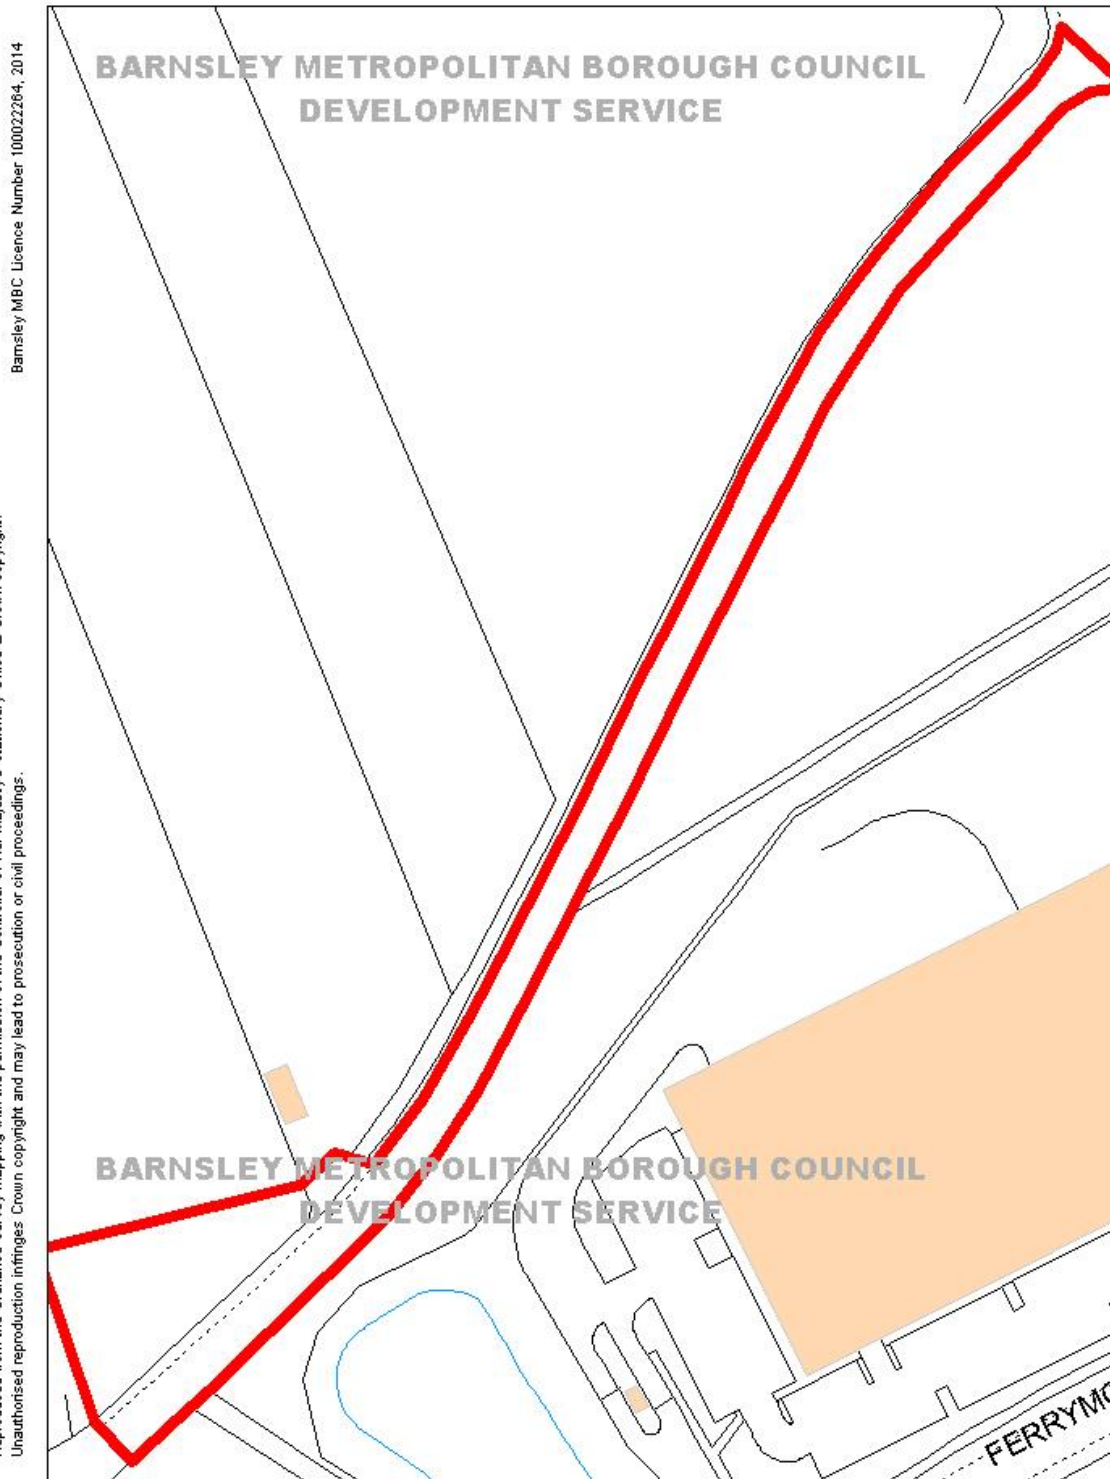 BARNSLEY METROPOLITAN BOROUGH COUNCIL
DEVELOPMENT SERVICE
Barnsley MBC Licence Number 100022264, 2014
Unauthorised reproduction infringes Crown copyright and may lead to prosecution or civil proceedings.
BARNSLEY METROPOLITAN BOROUGH COUNCIL
DEVELOPMENT SERVICE
FERRYMO